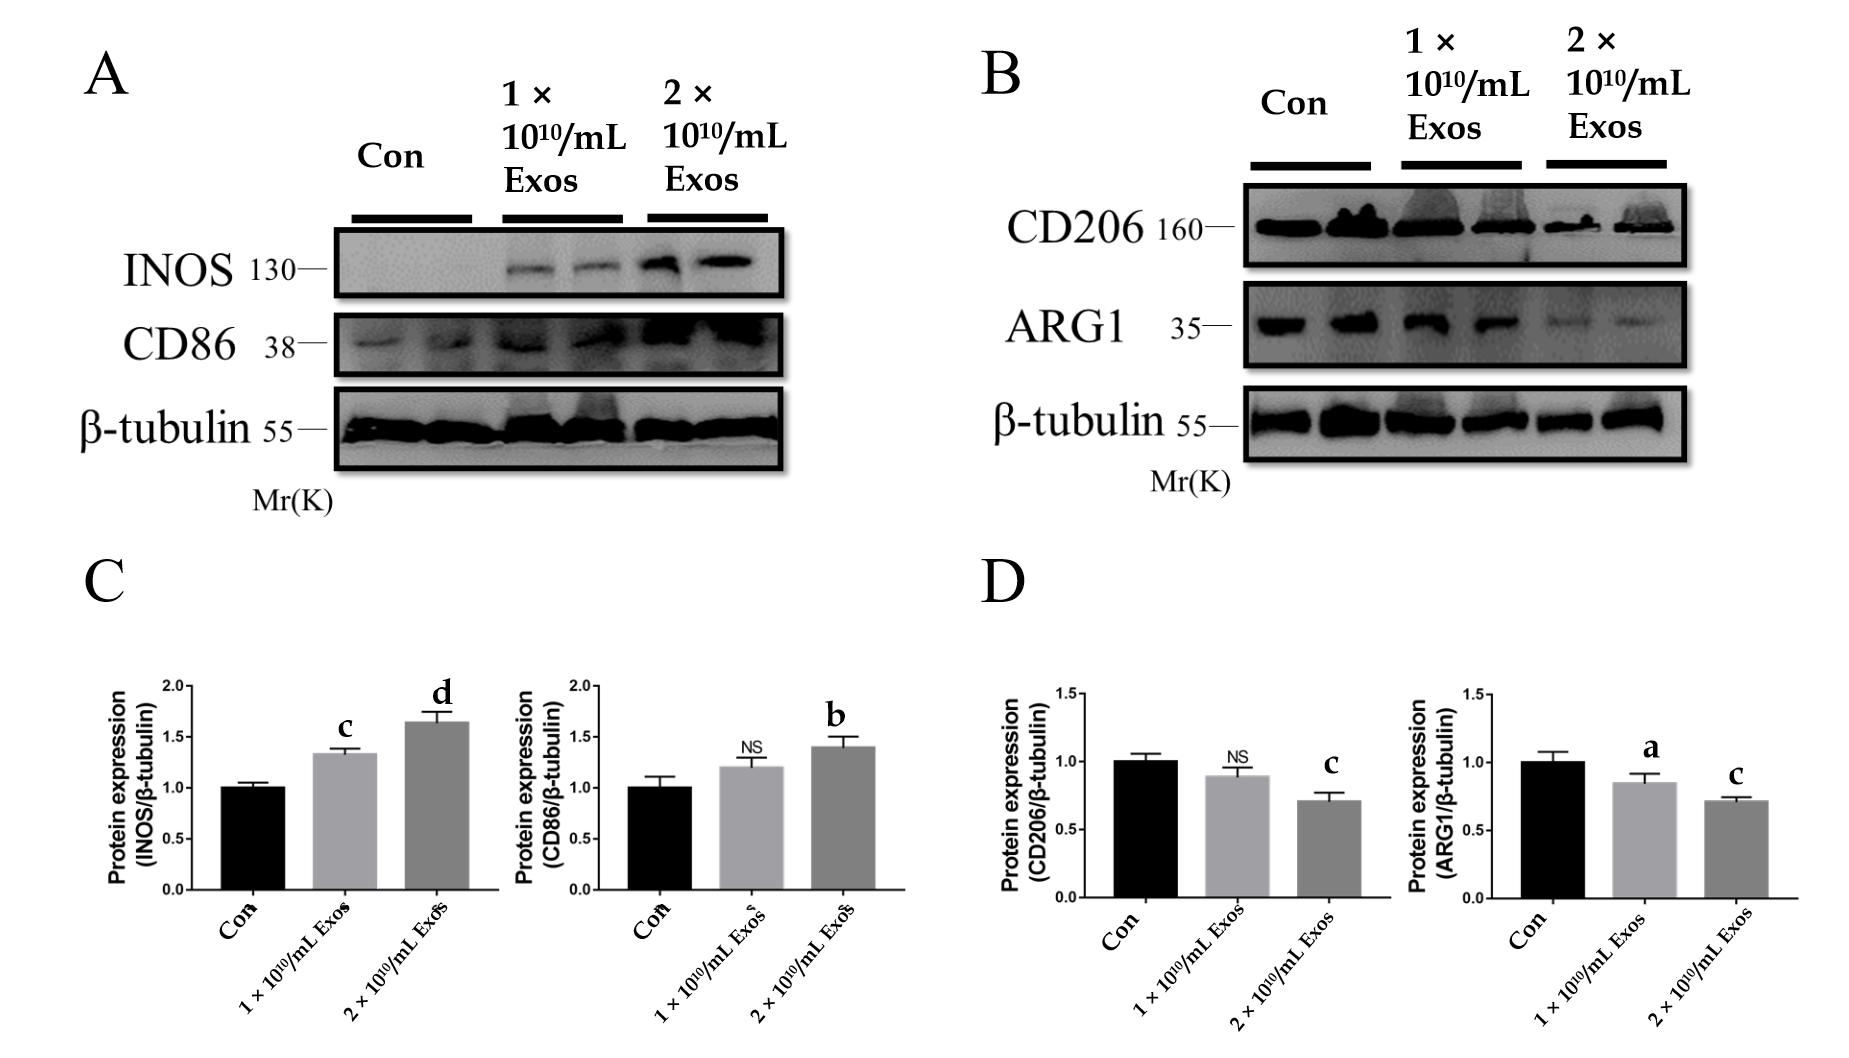 A
Con
1 ×
10¹⁰/mL
Exos
2 ×
10¹⁰/mL
Exos
INOS 130
CD86 38
β-tubulin 55
Mr(K)
B
Con
1 ×
10¹⁰/mL
Exos
2 ×
10¹⁰/mL
Exos
CD206 160
ARG1 35
β-tubulin 55
Mr(K)
C
Protein expression
(INOS/β-tubulin)
2.0
1.5
1.0
0.5
0.0
c
d
Con
1 × 10¹⁰/mL Exos
2 × 10¹⁰/mL Exos
Protein expression
(CD86/β-tubulin)
2.0
1.5
1.0
0.5
0.0
NS
b
Con
1 × 10¹⁰/mL Exos
2 × 10¹⁰/mL Exos
D
Protein expression
(CD206/β-tubulin)
1.5
1.0
0.5
0.0
NS
c
Con
1 × 10¹⁰/mL Exos
2 × 10¹⁰/mL Exos
Protein expression
(ARG1/β-tubulin)
1.5
1.0
0.5
0.0
a
c
Con
1 × 10¹⁰/mL Exos
2 × 10¹⁰/mL Exos